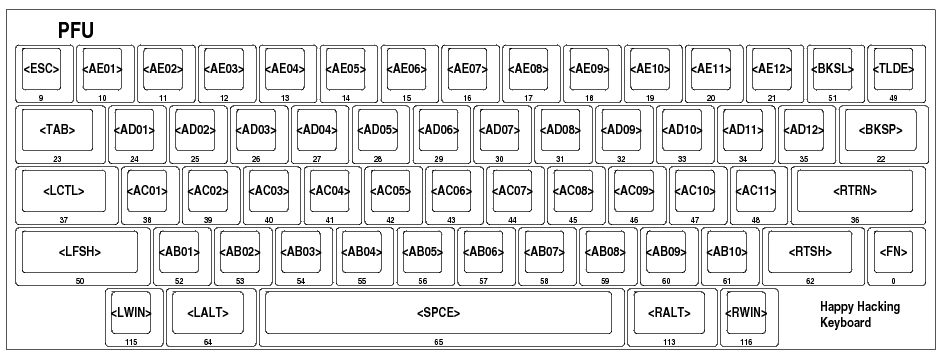 PFU
<ESC> <AE01> <AE02> <AE03> <AE04> <AE05> <AE06> <AE07> <AE08> <AE09> <AE10> <AE11> <AE12> <BKSL> <TLDE>
9 10 11 12 13 14 15 16 17 18 19 20 21 51 49
<TAB> <AD01> <AD02> <AD03> <AD04> <AD05> <AD06> <AD07> <AD08> <AD09> <AD10> <AD11> <AD12> <BKSP>
23 24 25 26 27 28 29 30 31 32 33 34 35 22
<LCTL> <AC01> <AC02> <AC03> <AC04> <AC05> <AC06> <AC07> <AC08> <AC09> <AC10> <AC11> <RTRN>
37 38 39 40 41 42 43 44 45 46 47 48 36
<LFSH> <AB01> <AB02> <AB03> <AB04> <AB05> <AB06> <AB07> <AB08> <AB09> <AB10> <RTSH> <FN>
50 52 53 54 55 56 57 58 59 60 61 62 0
<LWIN> <LALT> <SPCE> <RALT> <RWIN> Happy Hacking
Keyboard
115 64 65 113 116